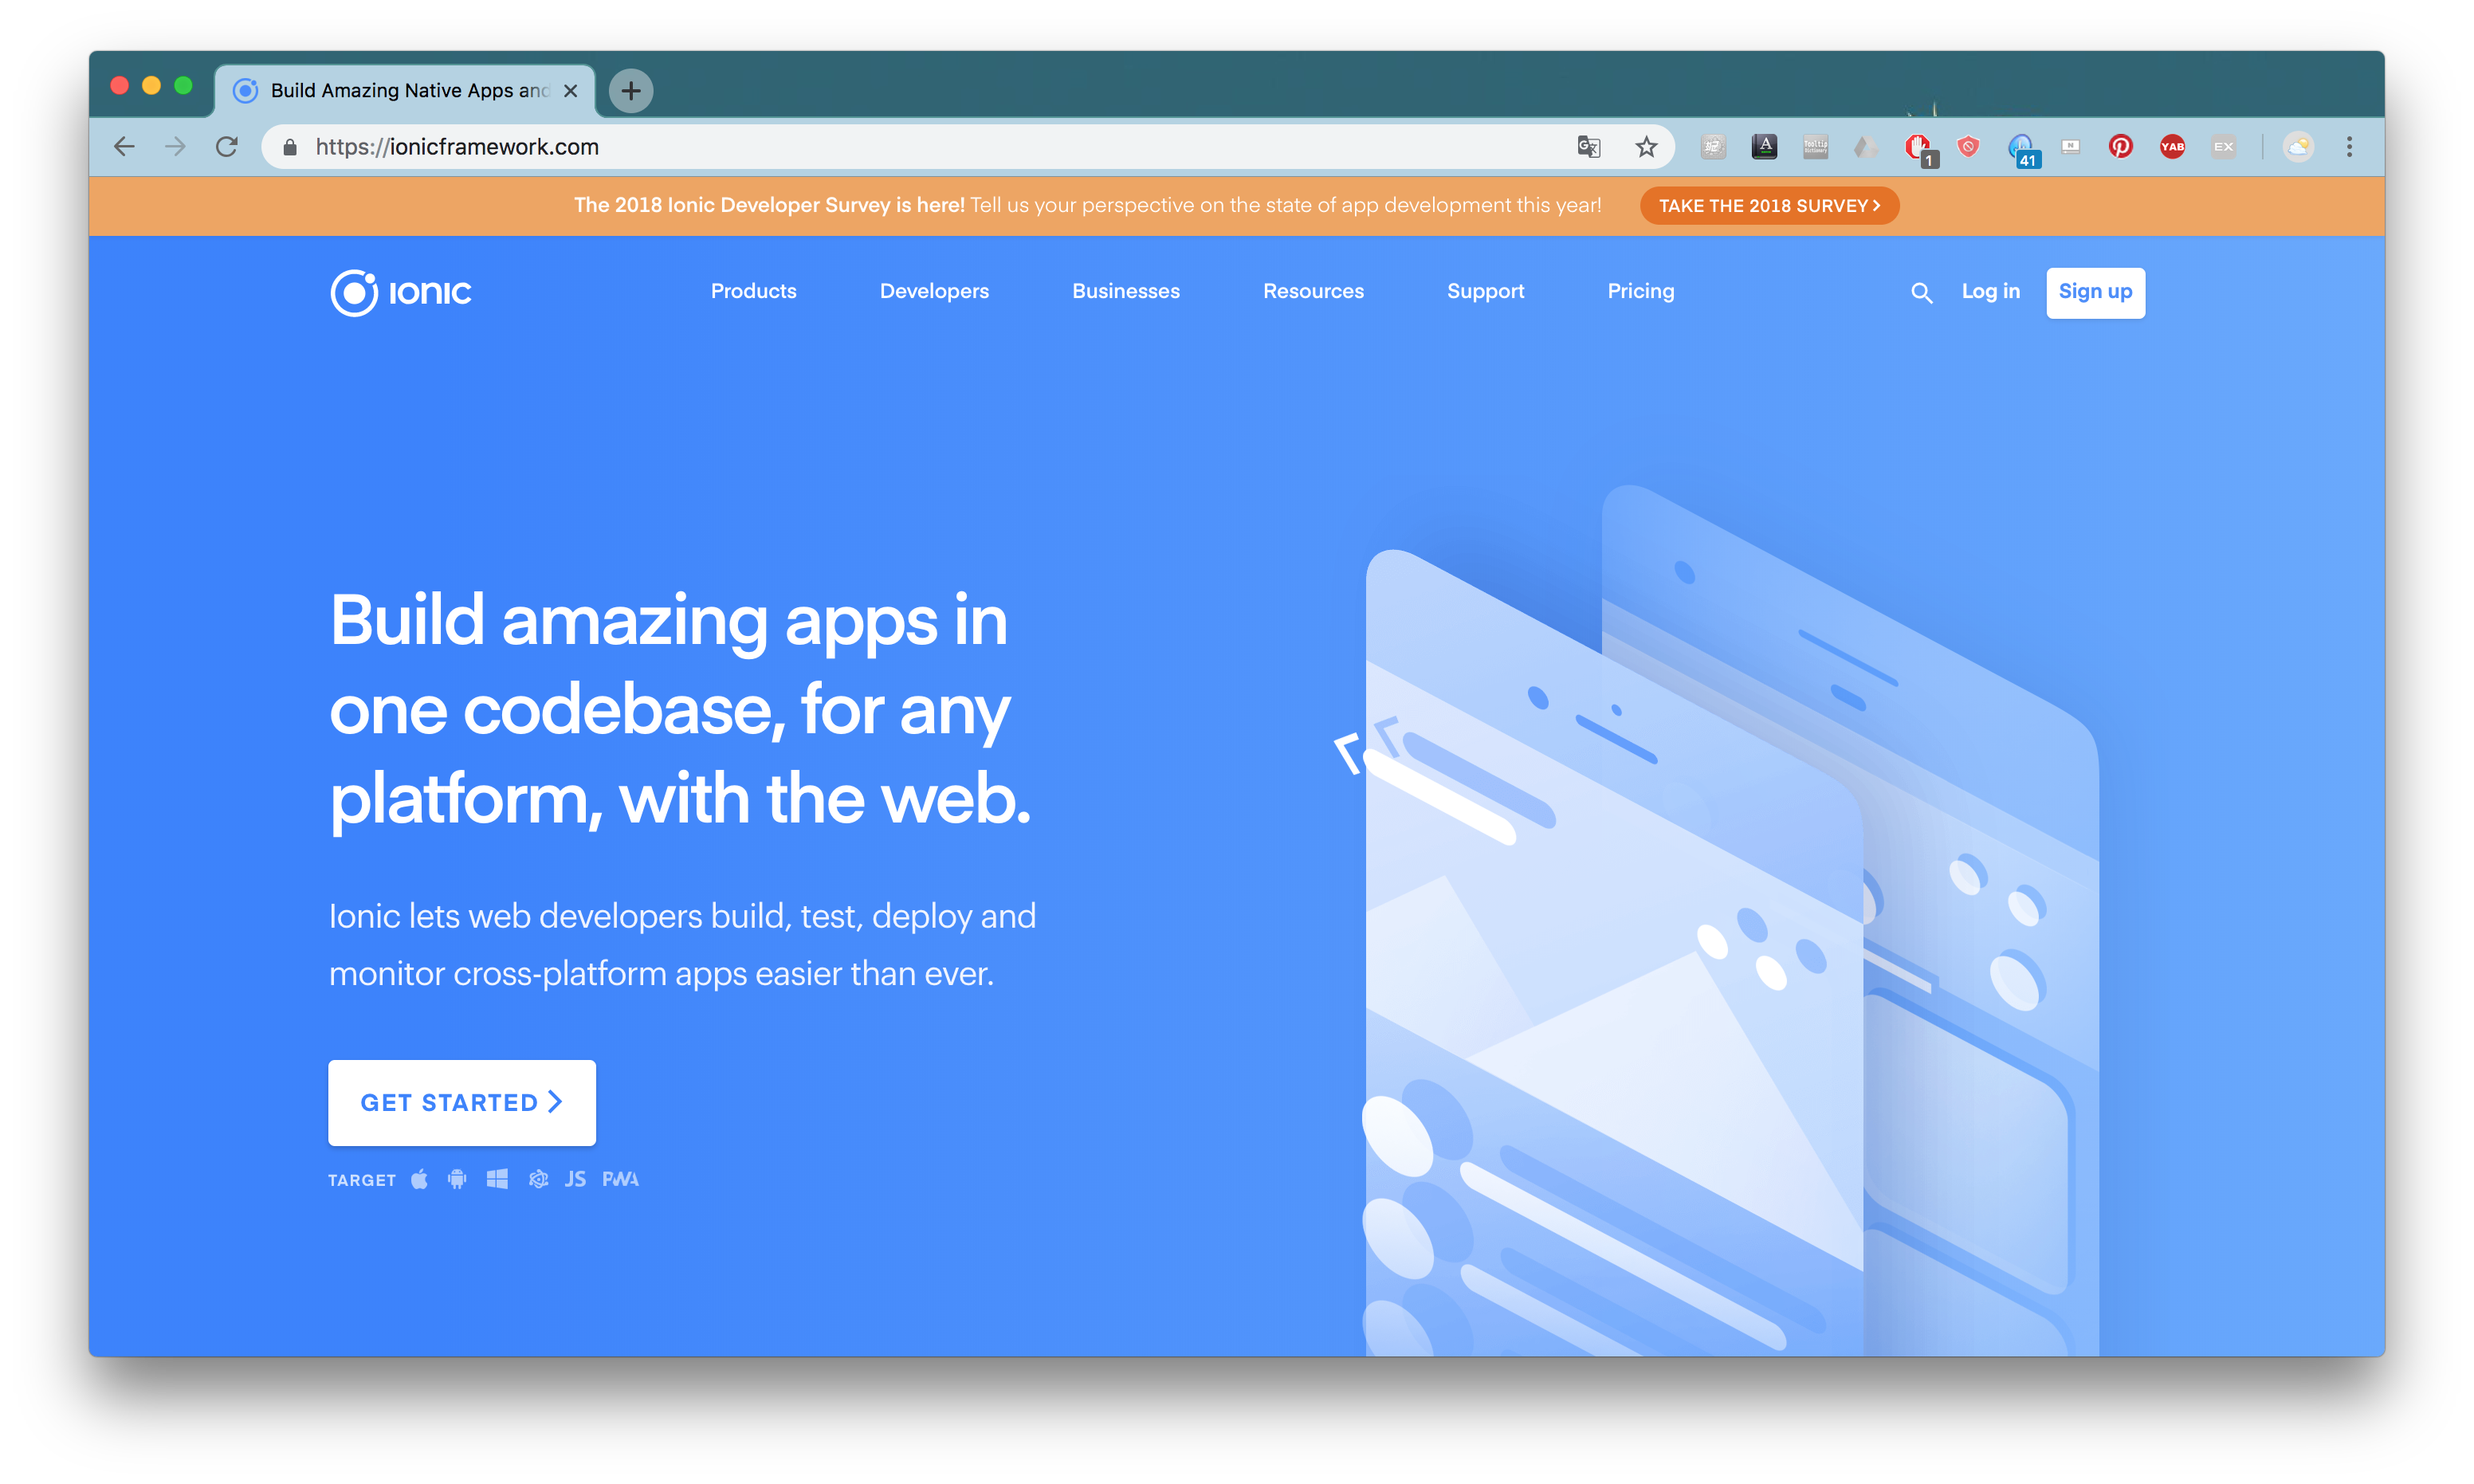 Build Amazing Native Apps and
https://ionicframework.com
A
Tooltip
1
41
N
YAB
EX
The 2018 Ionic Developer Survey is here! Tell us your perspective on the state of app development this year! TAKE THE 2018 SURVEY
ionic Products Developers Businesses Resources Support Pricing Log in Sign up
Build amazing apps in
one codebase, for any
platform, with the web.
Ionic lets web developers build, test, deploy and
monitor cross-platform apps easier than ever.
GET STARTED
TARGET JS PWA